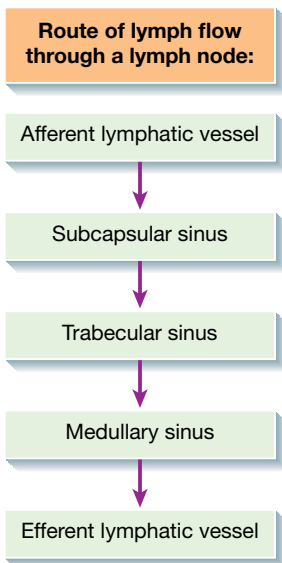 Route of lymph flow
through a lymph node:
Afferent lymphatic vessel
Subcapsular sinus
Trabecular sinus
Medullary sinus
Efferent lymphatic vessel